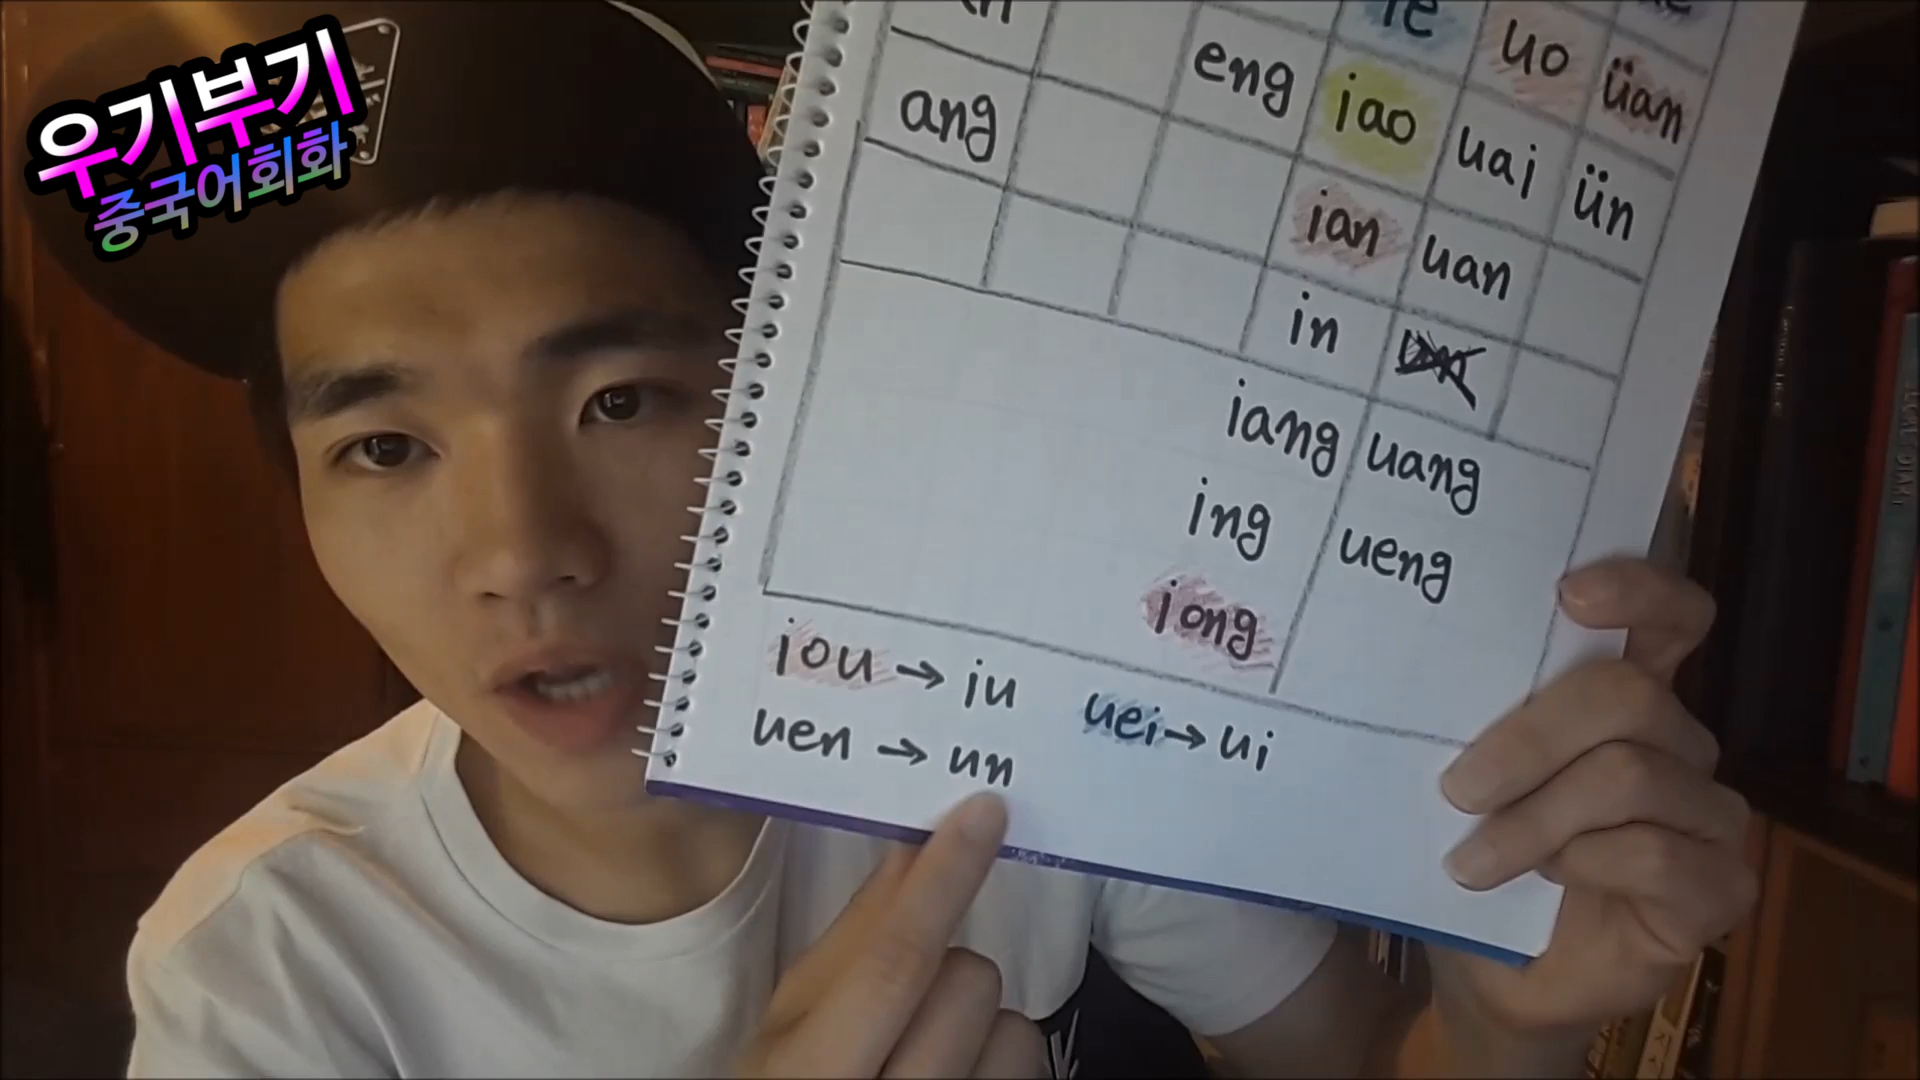 우기부기
중국어회화
ie
uo
üan
eng
iao
uai
ün
ang
ian
uan
in
iang
uang
ing
ueng
iong
iou → iu
uei → ui
uen → un